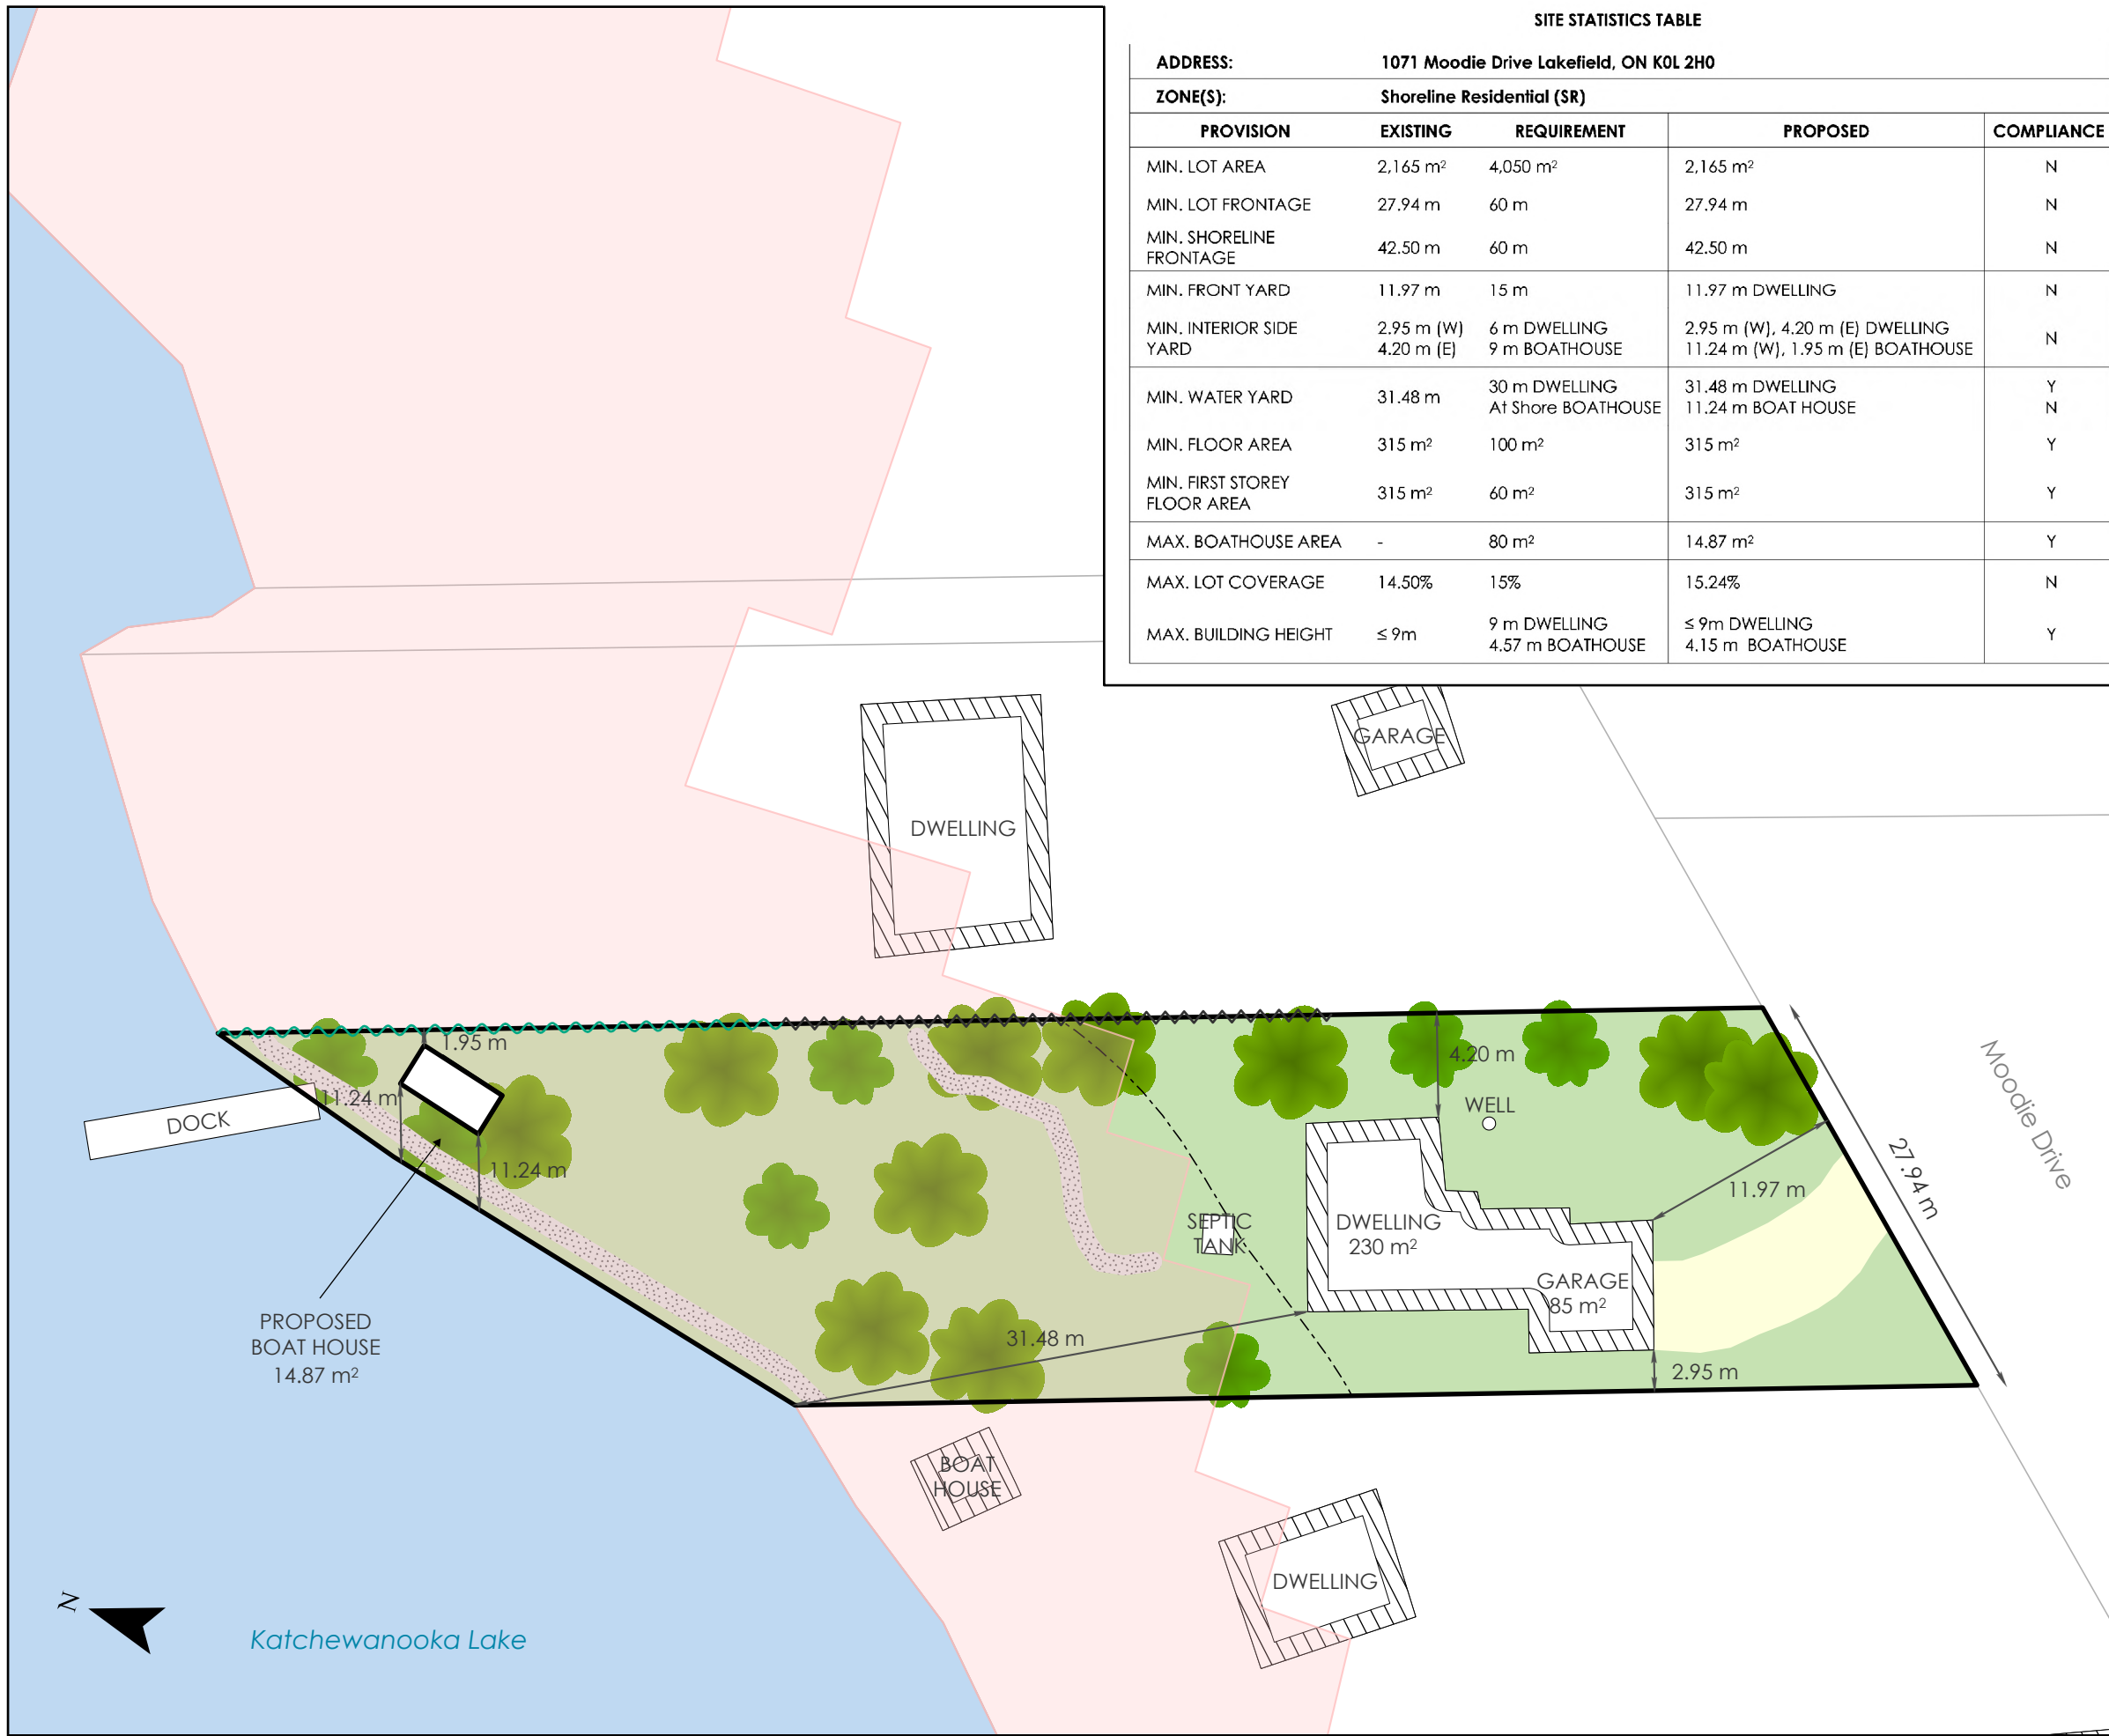 SITE STATISTICS TABLE
ADDRESS: 1071 Moodie Drive Lakefield, ON K0L 2H0
ZONE(S): Shoreline Residential (SR)
PROVISION EXISTING REQUIREMENT PROPOSED COMPLIANCE
MIN. LOT AREA 2,165 m² 4,050 m² 2,165 m² N
MIN. LOT FRONTAGE 27.94 m 60 m 27.94 m N
MIN. SHORELINE
FRONTAGE 42.50 m 60 m 42.50 m N
MIN. FRONT YARD 11.97 m 15 m 11.97 m DWELLING N
MIN. INTERIOR SIDE 2.95 m (W) 6 m DWELLING 2.95 m (W), 4.20 m (E) DWELLING
YARD 4.20 m (E) 9 m BOATHOUSE 11.24 m (W), 1.95 m (E) BOATHOUSE N
MIN. WATER YARD 31.48 m 30 m DWELLING 31.48 m DWELLING Y
At Shore BOATHOUSE 11.24 m BOAT HOUSE N
MIN. FLOOR AREA 315 m² 100 m² 315 m² Y
MIN. FIRST STOREY
FLOOR AREA 315 m² 60 m² 315 m² Y
MAX. BOATHOUSE AREA - 80 m² 14.87 m² Y
MAX. LOT COVERAGE 14.50% 15% 15.24% N
MAX. BUILDING HEIGHT ≤ 9m 9 m DWELLING ≤ 9m DWELLING Y
4.57 m BOATHOUSE 4.15 m BOATHOUSE
GARAGE
DWELLING
1.95 m
4.20 m
11.24 m
DOCK
WELL
11.24 m
11.97 m
27.94 m
Moodie Drive
SEPTIC
TANK
DWELLING
230 m²
GARAGE
85 m²
PROPOSED
BOAT HOUSE
14.87 m²
31.48 m
2.95 m
BOAT
HOUSE
DWELLING
N
Katchewanooka Lake